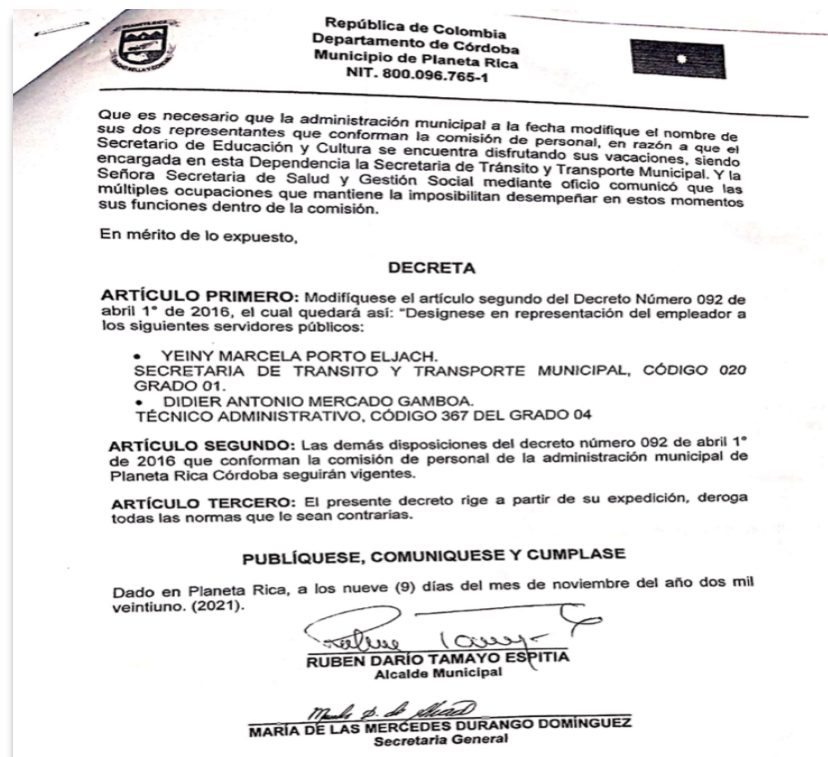 PLANETA RICA
República de Colombia
Departamento de Córdoba
Municipio de Planeta Rica
NIT. 800.096.765-1
Que es necesario que la administración municipal a la fecha modifique el nombre de
sus dos representantes que conforman la comisión de personal, en razón a que el
Secretario de Educación y Cultura se encuentra disfrutando sus vacaciones, siendo
encargada en esta Dependencia la Secretaria de Tránsito y Transporte Municipal. Y la
Señora Secretaria de Salud y Gestión Social mediante oficio comunicó que las
múltiples ocupaciones que mantiene la imposibilitan desempeñar en estos momentos
sus funciones dentro de la comisión.
En mérito de lo expuesto,
DECRETA
ARTÍCULO PRIMERO: Modifíquese el artículo segundo del Decreto Número 092 de
abril 1° de 2016, el cual quedará así: "Designese en representación del empleador a
los siguientes servidores públicos:
• YEINY MARCELA PORTO ELJACH.
SECRETARIA DE TRANSITO Y TRANSPORTE MUNICIPAL, CÓDIGO 020
GRADO 01.
• DIDIER ANTONIO MERCADO GAMBOA.
TÉCNICO ADMINISTRATIVO, CÓDIGO 367 DEL GRADO 04
ARTÍCULO SEGUNDO: Las demás disposiciones del decreto número 092 de abril 1°
de 2016 que conforman la comisión de personal de la administración municipal de
Planeta Rica Córdoba seguirán vigentes.
ARTÍCULO TERCERO: El presente decreto rige a partir de su expedición, deroga
todas las normas que le sean contrarias.
PUBLÍQUESE, COMUNIQUESE Y CUMPLASE
Dado en Planeta Rica, a los nueve (9) días del mes de noviembre del año dos mil
veintiuno. (2021).
RUBEN DARÍO TAMAYO ESPITIA
Alcalde Municipal
MARÍA DE LAS MERCEDES DURANGO DOMÍNGUEZ
Secretaria General